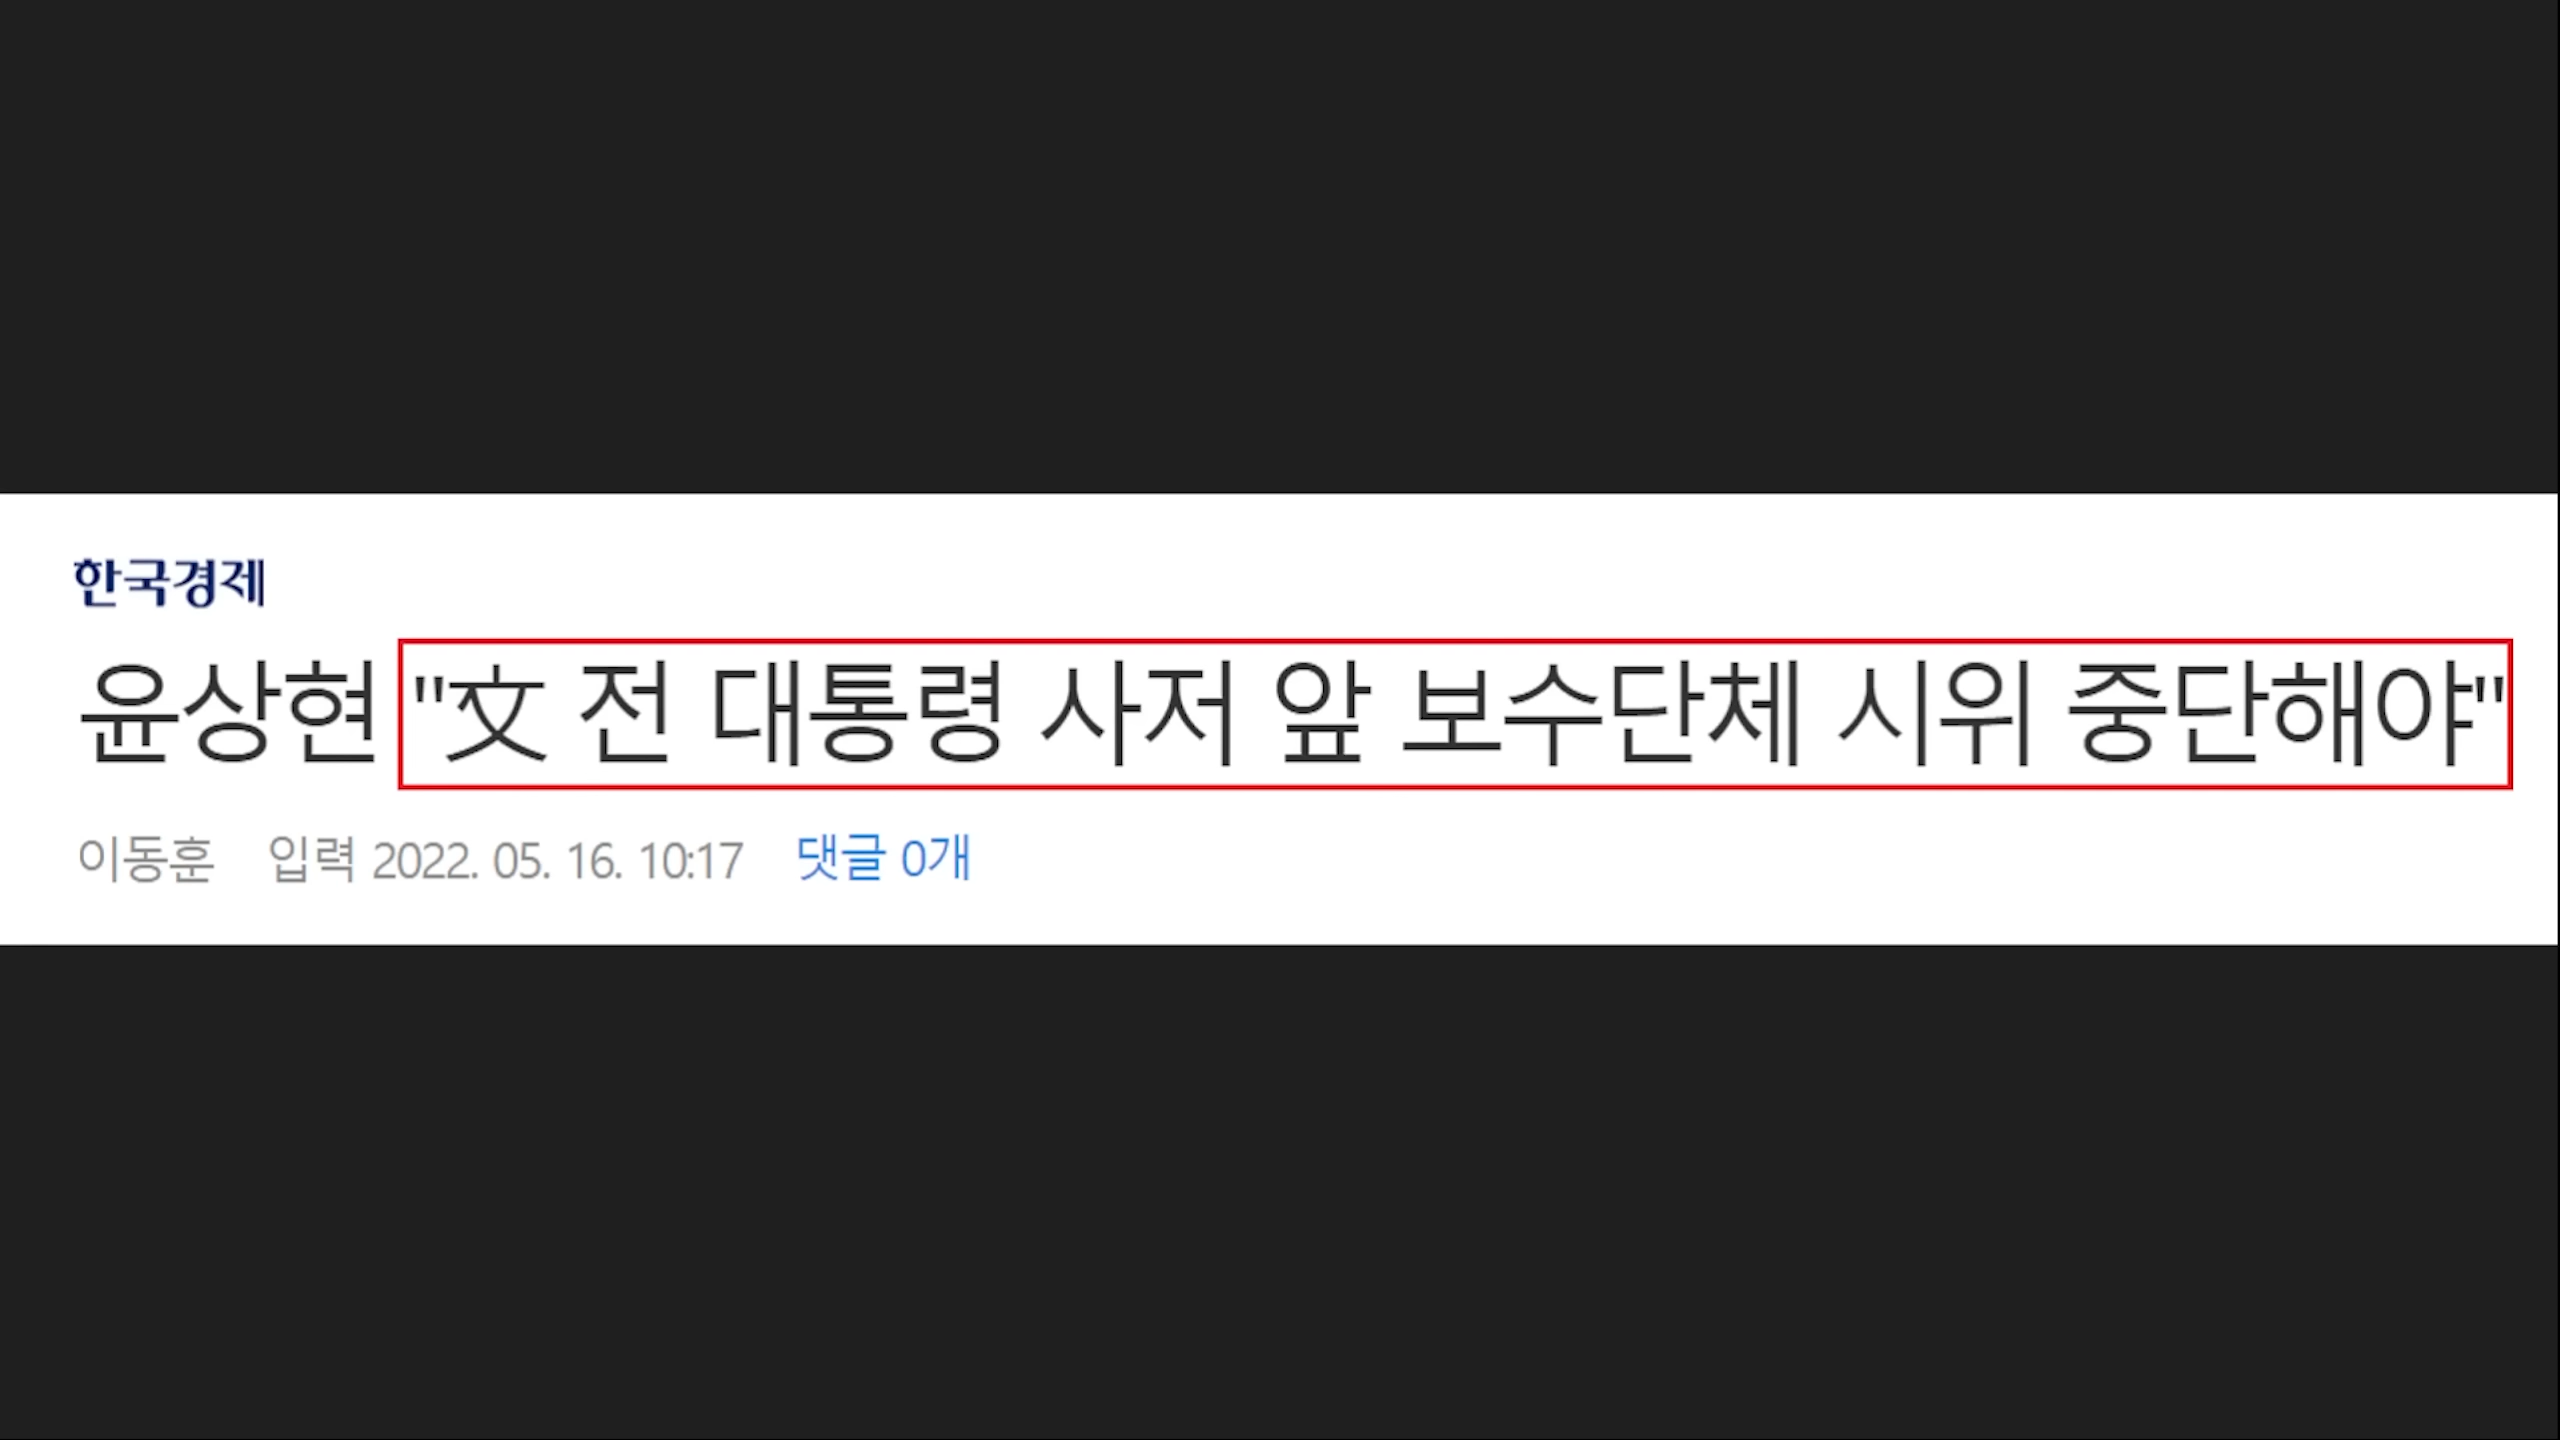 한국경제
윤상현 "文 전 대통령 사저 앞 보수단체 시위 중단해야"
이동훈 입력 2022. 05. 16. 10:17 댓글 0개